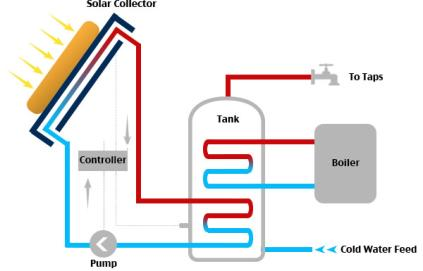 Solar Collector
To Taps
Tank
Controller
Boiler
Cold Water Feed
Pump